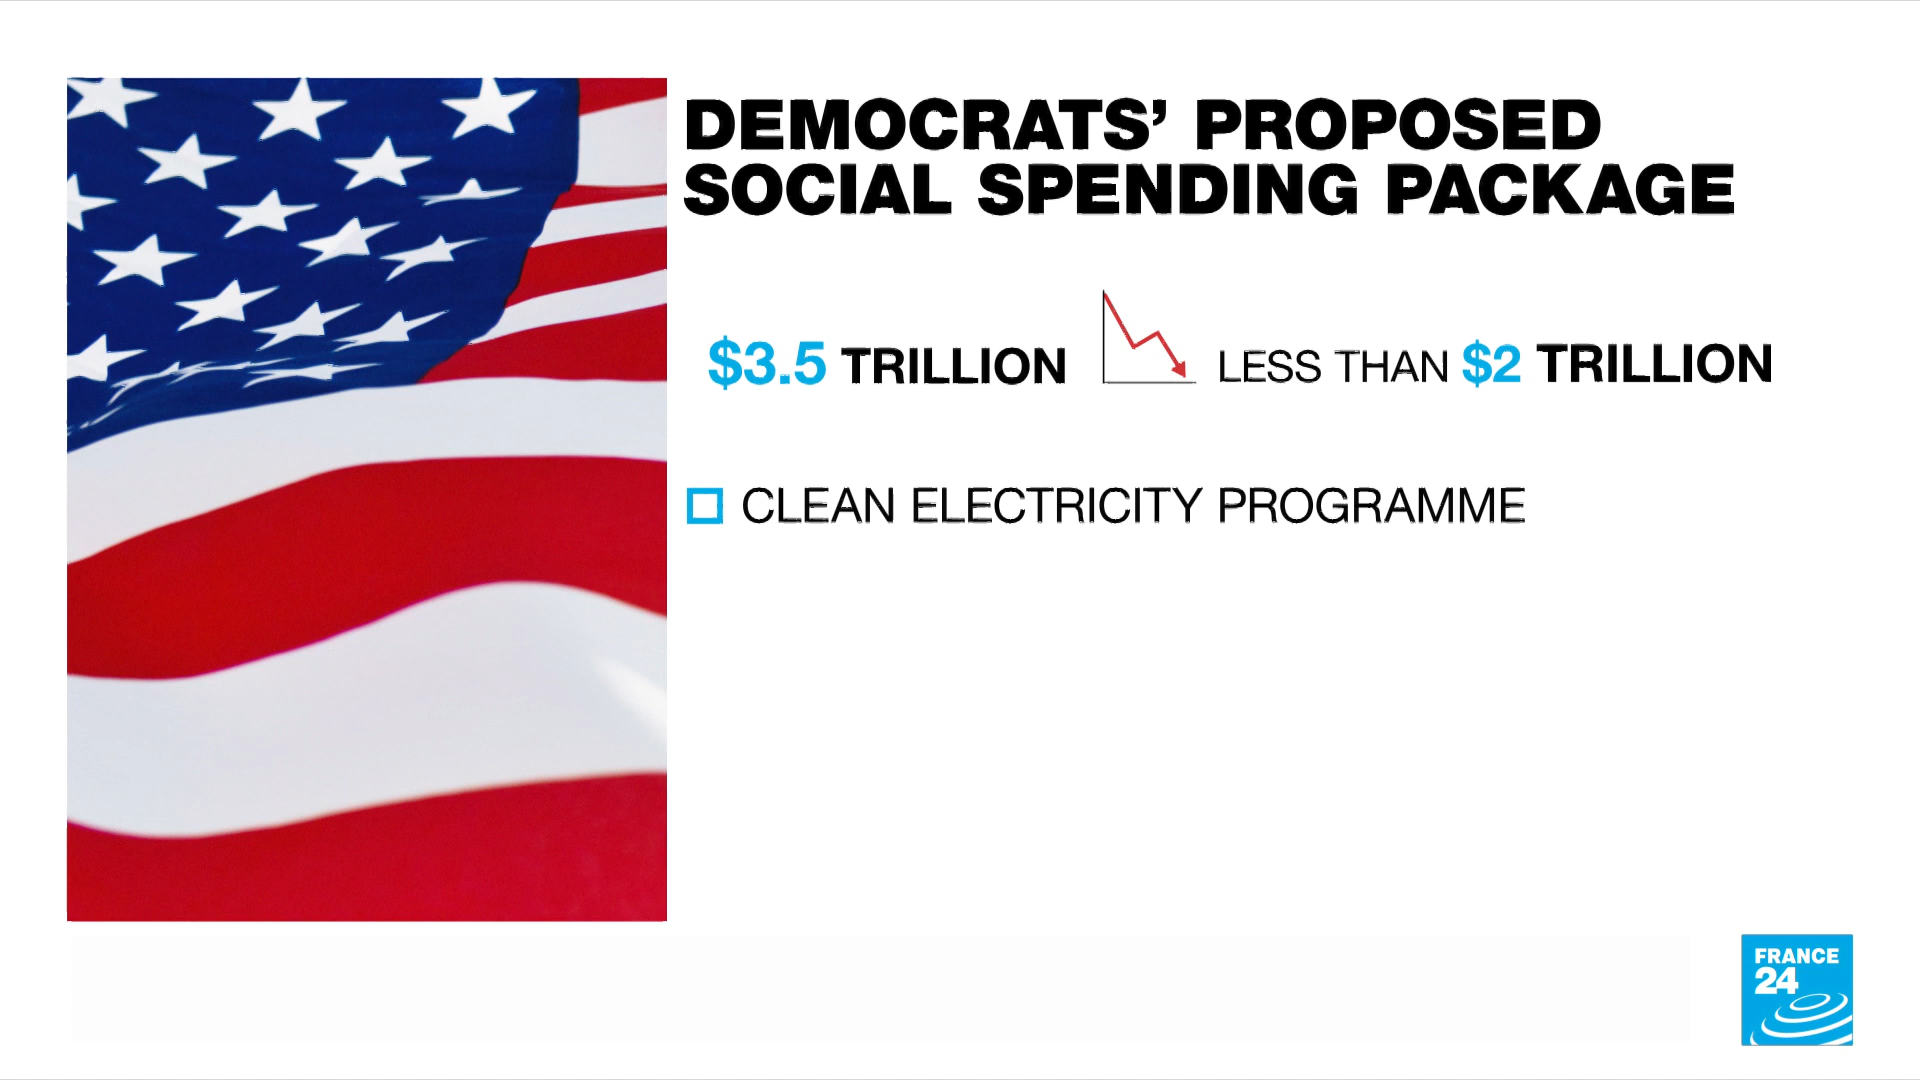 DEMOCRATS’ PROPOSED
SOCIAL SPENDING PACKAGE
$3.5 TRILLION LESS THAN $2 TRILLION
CLEAN ELECTRICITY PROGRAMME
FRANCE
24